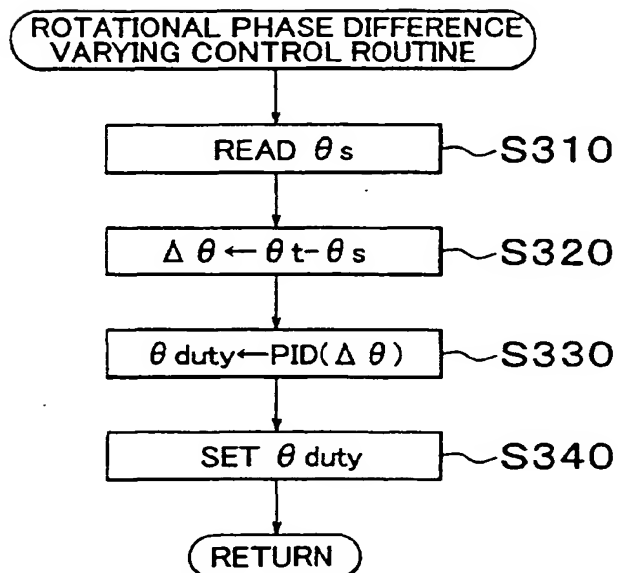 ROTATIONAL PHASE DIFFERENCE
VARYING CONTROL ROUTINE
READ θs
S310
Δθ←θt-θs
S320
θduty←PID(Δθ)
S330
SET θduty
S340
RETURN